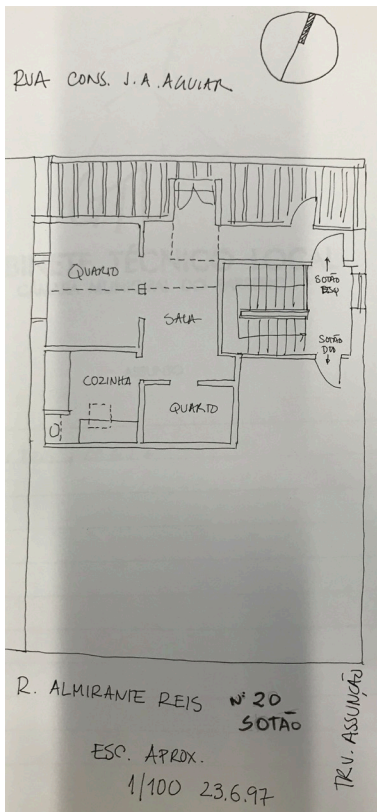 RUA CONS. J. A. AGUIAR
QUARTO
SALA
SOTÃO
ESQ
SOTÃO
DTO
COZINHA
QUARTO
R. ALMIRANTE REIS Nº 20
SOTÃO
TRV. ASSUNÇÃO
ESC. APROX.
1/100 23.6.97